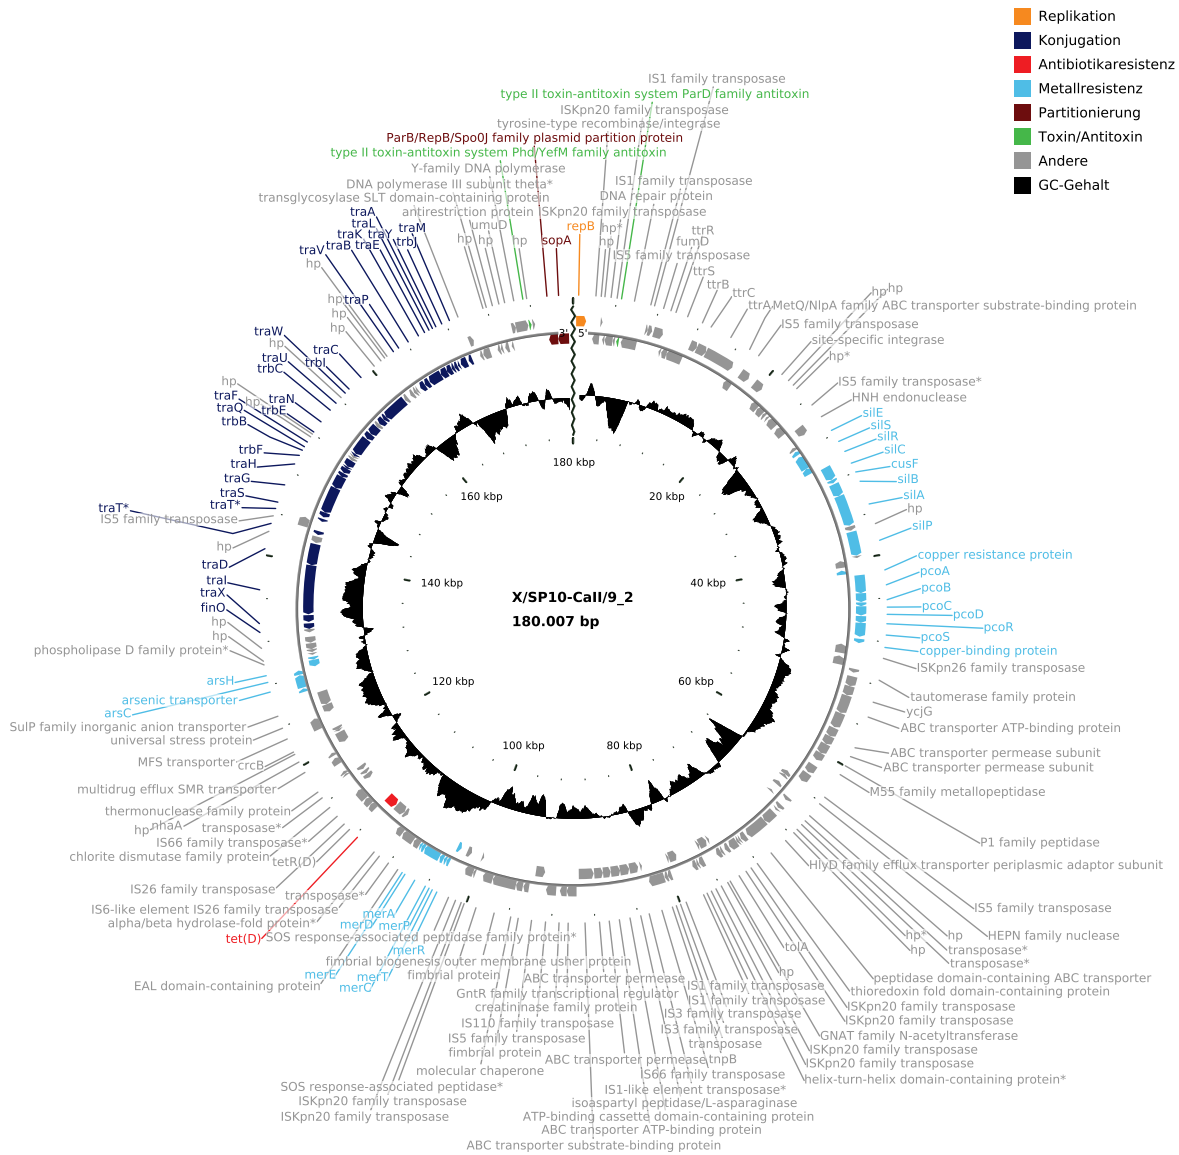 Replikation
Konjugation
Antibiotikaresistenz
Metallresistenz
Partitionierung
Toxin/Antitoxin
Andere
GC-Gehalt
IS1 family transposase
type II toxin-antitoxin system ParD family antitoxin
ISKpn20 family transposase
tyrosine-type recombinase/integrase
ParB/RepB/Spo0J family plasmid partition protein
type II toxin-antitoxin system Phd/YefM family antitoxin
Y-family DNA polymerase
DNA polymerase III subunit theta*
transglycosylase SLT domain-containing protein
antirestriction protein
umuD
hp
hp
hp
sopA
SKpn20 family transposase
repB
IS1 family transposase
DNA repair protein
hp*
hp
IS5 family transposase
ttrR
fumD
ttrS
ttrB
ttrC
ttrA
MetQ/NlpA family ABC transporter substrate-binding protein
hp
hp
IS5 family transposase
site-specific integrase
hp*
IS5 family transposase*
HNH endonuclease
silE
silS
silR
silC
cusF
silB
silA
hp
silP
copper resistance protein
pcoA
pcoB
pcoC
pcoD
pcoR
pcoS
copper-binding protein
ISKpn26 family transposase
tautomerase family protein
ycjG
ABC transporter ATP-binding protein
ABC transporter permease subunit
ABC transporter permease subunit
M55 family metallopeptidase
P1 family peptidase
HlyD family efflux transporter periplasmic adaptor subunit
IS5 family transposase
HEPN family nuclease
hp
transposase*
transposase*
hp*
hp
peptidase domain-containing ABC transporter
thioredoxin fold domain-containing protein
ISKpn20 family transposase
ISKpn20 family transposase
GNAT family N-acetyltransferase
ISKpn20 family transposase
ISKpn20 family transposase
helix-turn-helix domain-containing protein*
tolA
hp
IS1 family transposase
IS1 family transposase
IS3 family transposase
IS3 family transposase
transposase
tnpB
IS66 family transposase
IS1-like element transposase*
isoaspartyl peptidase/L-asparaginase
ATP-binding cassette domain-containing protein
ABC transporter ATP-binding protein
ABC transporter substrate-binding protein
ABC transporter permease
ABC transporter permease
GntR family transcriptional regulator
creatininase family protein
IS110 family transposase
IS5 family transposase
fimbrial protein
molecular chaperone
fimbrial biogenesis outer membrane usher protein
fimbrial protein
SOS response-associated peptidase*
ISKpn20 family transposase
ISKpn20 family transposase
SOS response-associated peptidase family protein*
merR
merT
merP
merC
merA
merD
merE
EAL domain-containing protein
transposase*
alpha/beta hydrolase-fold protein*
IS6-like element IS26 family transposase
tet(D)
tetR(D)
IS26 family transposase
chlorite dismutase family protein
IS66 family transposase*
transposase*
nhaA
hp
thermonuclease family protein
multidrug efflux SMR transporter
crcB
MFS transporter
universal stress protein
SulP family inorganic anion transporter
arsC
arsenic transporter
arsH
phospholipase D family protein*
hp
hp
finO
traX
traI
traD
hp
IS5 family transposase
traT*
traT*
traS
traG
traH
trbF
trbB
traQ
traF
trbE
hp
hp
traN
trbC
traU
trbI
hp
traW
traC
hp
hp
hp
traP
hp
traV
traB
traE
traK
traY
traL
traA
trbJ
traM
3'
5'
180 kbp
20 kbp
40 kbp
60 kbp
80 kbp
100 kbp
120 kbp
140 kbp
160 kbp
X/SP10-CaII/9_2
180.007 bp